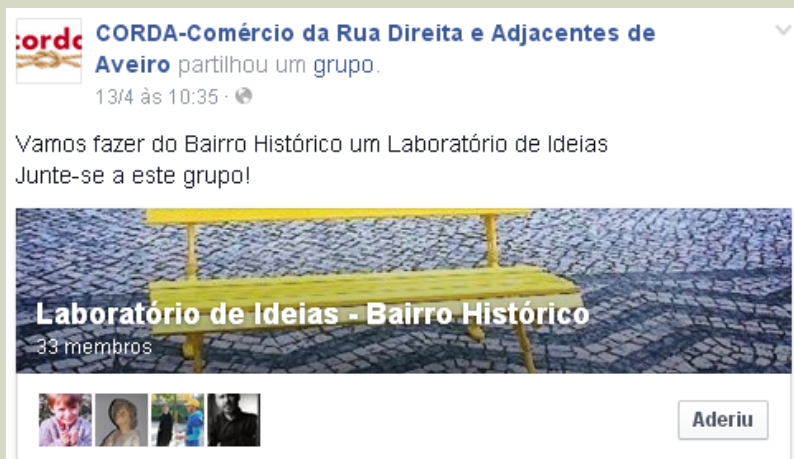 corda
CORDA-Comércio da Rua Direita e Adjacentes de
Aveiro partilhou um grupo.
13/4 às 10:35 ·
Vamos fazer do Bairro Histórico um Laboratório de Ideias
Junte-se a este grupo!
Laboratório de Ideias - Bairro Histórico
33 membros
Aderiu